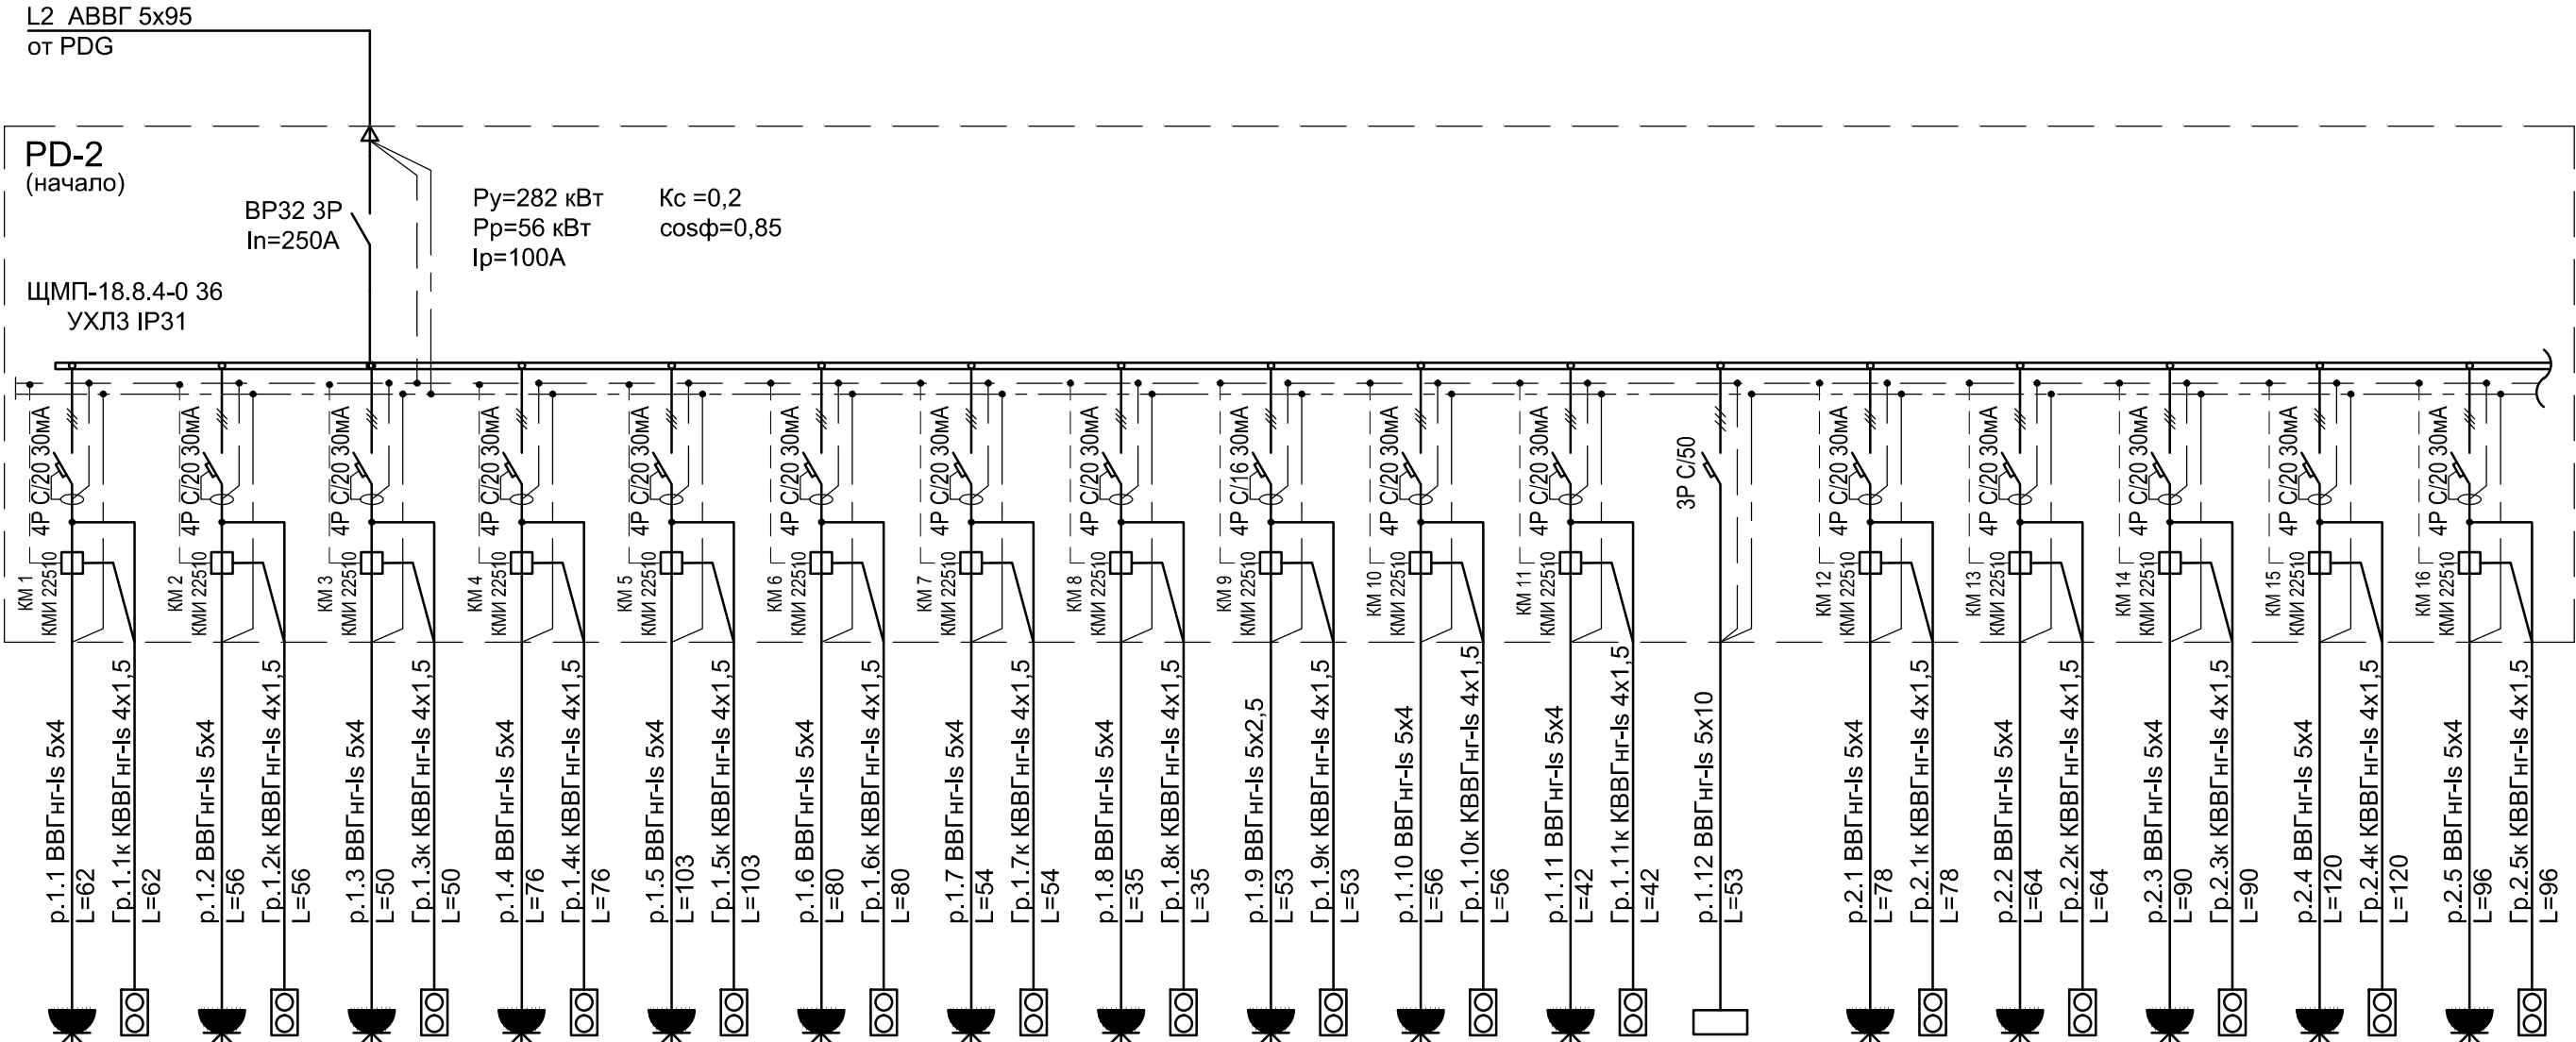 L2 АВВГ 5х95
от PDG
PD-2
(начало)
ВР32 3Р
In=250А
Ру=282 кВт
Рр=56 кВт
Iр=100А
Кс =0,2
cosф=0,85
ЩМП-18.8.4-0 36
УХЛ3 IP31
4Р С/20 30мА
КМ 1
КМИ 22510
р.1.1 ВВГнг-ls 5х4
L=62
Гр.1.1к КВВГнг-ls 4х1,5
L=62
4Р С/20 30мА
КМ 2
КМИ 22510
р.1.2 ВВГнг-ls 5х4
L=56
Гр.1.2к КВВГнг-ls 4х1,5
L=56
4Р С/20 30мА
КМ 3
КМИ 22510
р.1.3 ВВГнг-ls 5х4
L=50
Гр.1.3к КВВГнг-ls 4х1,5
L=50
4Р С/20 30мА
КМ 4
КМИ 22510
р.1.4 ВВГнг-ls 5х4
L=76
Гр.1.4к КВВГнг-ls 4х1,5
L=76
4Р С/20 30мА
КМ 5
КМИ 22510
р.1.5 ВВГнг-ls 5х4
L=103
Гр.1.5к КВВГнг-ls 4х1,5
L=103
4Р С/20 30мА
КМ 6
КМИ 22510
р.1.6 ВВГнг-ls 5х4
L=80
Гр.1.6к КВВГнг-ls 4х1,5
L=80
4Р С/20 30мА
КМ 7
КМИ 22510
р.1.7 ВВГнг-ls 5х4
L=54
Гр.1.7к КВВГнг-ls 4х1,5
L=54
4Р С/20 30мА
КМ 8
КМИ 22510
р.1.8 ВВГнг-ls 5х4
L=35
Гр.1.8к КВВГнг-ls 4х1,5
L=35
4Р С/16 30мА
КМ 9
КМИ 22510
р.1.9 ВВГнг-ls 5х2,5
L=53
Гр.1.9к КВВГнг-ls 4х1,5
L=53
4Р С/20 30мА
КМ 10
КМИ 22510
р.1.10 ВВГнг-ls 5х4
L=56
Гр.1.10к КВВГнг-ls 4х1,5
L=56
4Р С/20 30мА
КМ 11
КМИ 22510
р.1.11 ВВГнг-ls 5х4
L=42
Гр.1.11к КВВГнг-ls 4х1,5
L=42
3Р С/50
р.1.12 ВВГнг-ls 5х10
L=53
4Р С/20 30мА
КМ 12
КМИ 22510
р.2.1 ВВГнг-ls 5х4
L=78
Гр.2.1к КВВГнг-ls 4х1,5
L=78
4Р С/20 30мА
КМ 13
КМИ 22510
р.2.2 ВВГнг-ls 5х4
L=64
Гр.2.2к КВВГнг-ls 4х1,5
L=64
4Р С/20 30мА
КМ 14
КМИ 22510
р.2.3 ВВГнг-ls 5х4
L=90
Гр.2.3к КВВГнг-ls 4х1,5
L=90
4Р С/20 30мА
КМ 15
КМИ 22510
р.2.4 ВВГнг-ls 5х4
L=120
Гр.2.4к КВВГнг-ls 4х1,5
L=120
4Р С/20 30мА
КМ 16
КМИ 22510
р.2.5 ВВГнг-ls 5х4
L=96
Гр.2.5к КВВГнг-ls 4х1,5
L=96